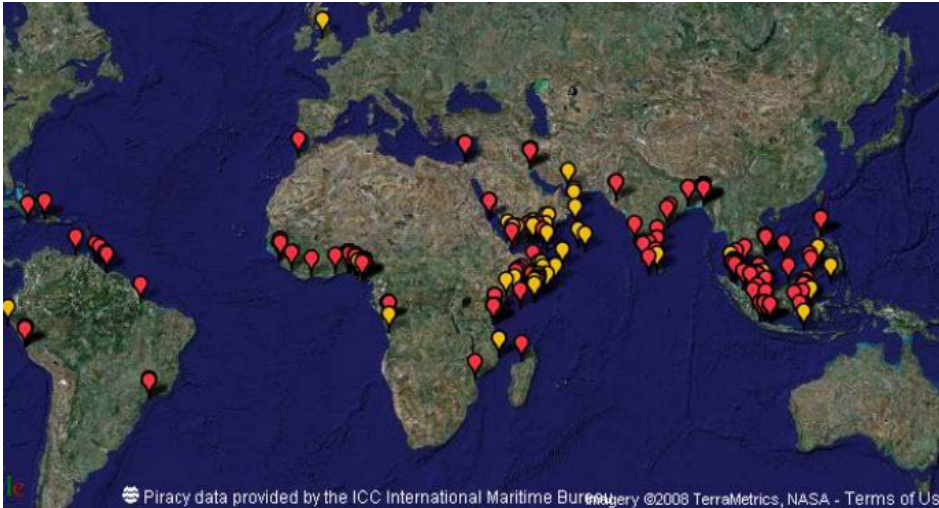 Piracy data provided by the ICC International Maritime Bureau Imagery ©2008 TerraMetrics, NASA - Terms of Us